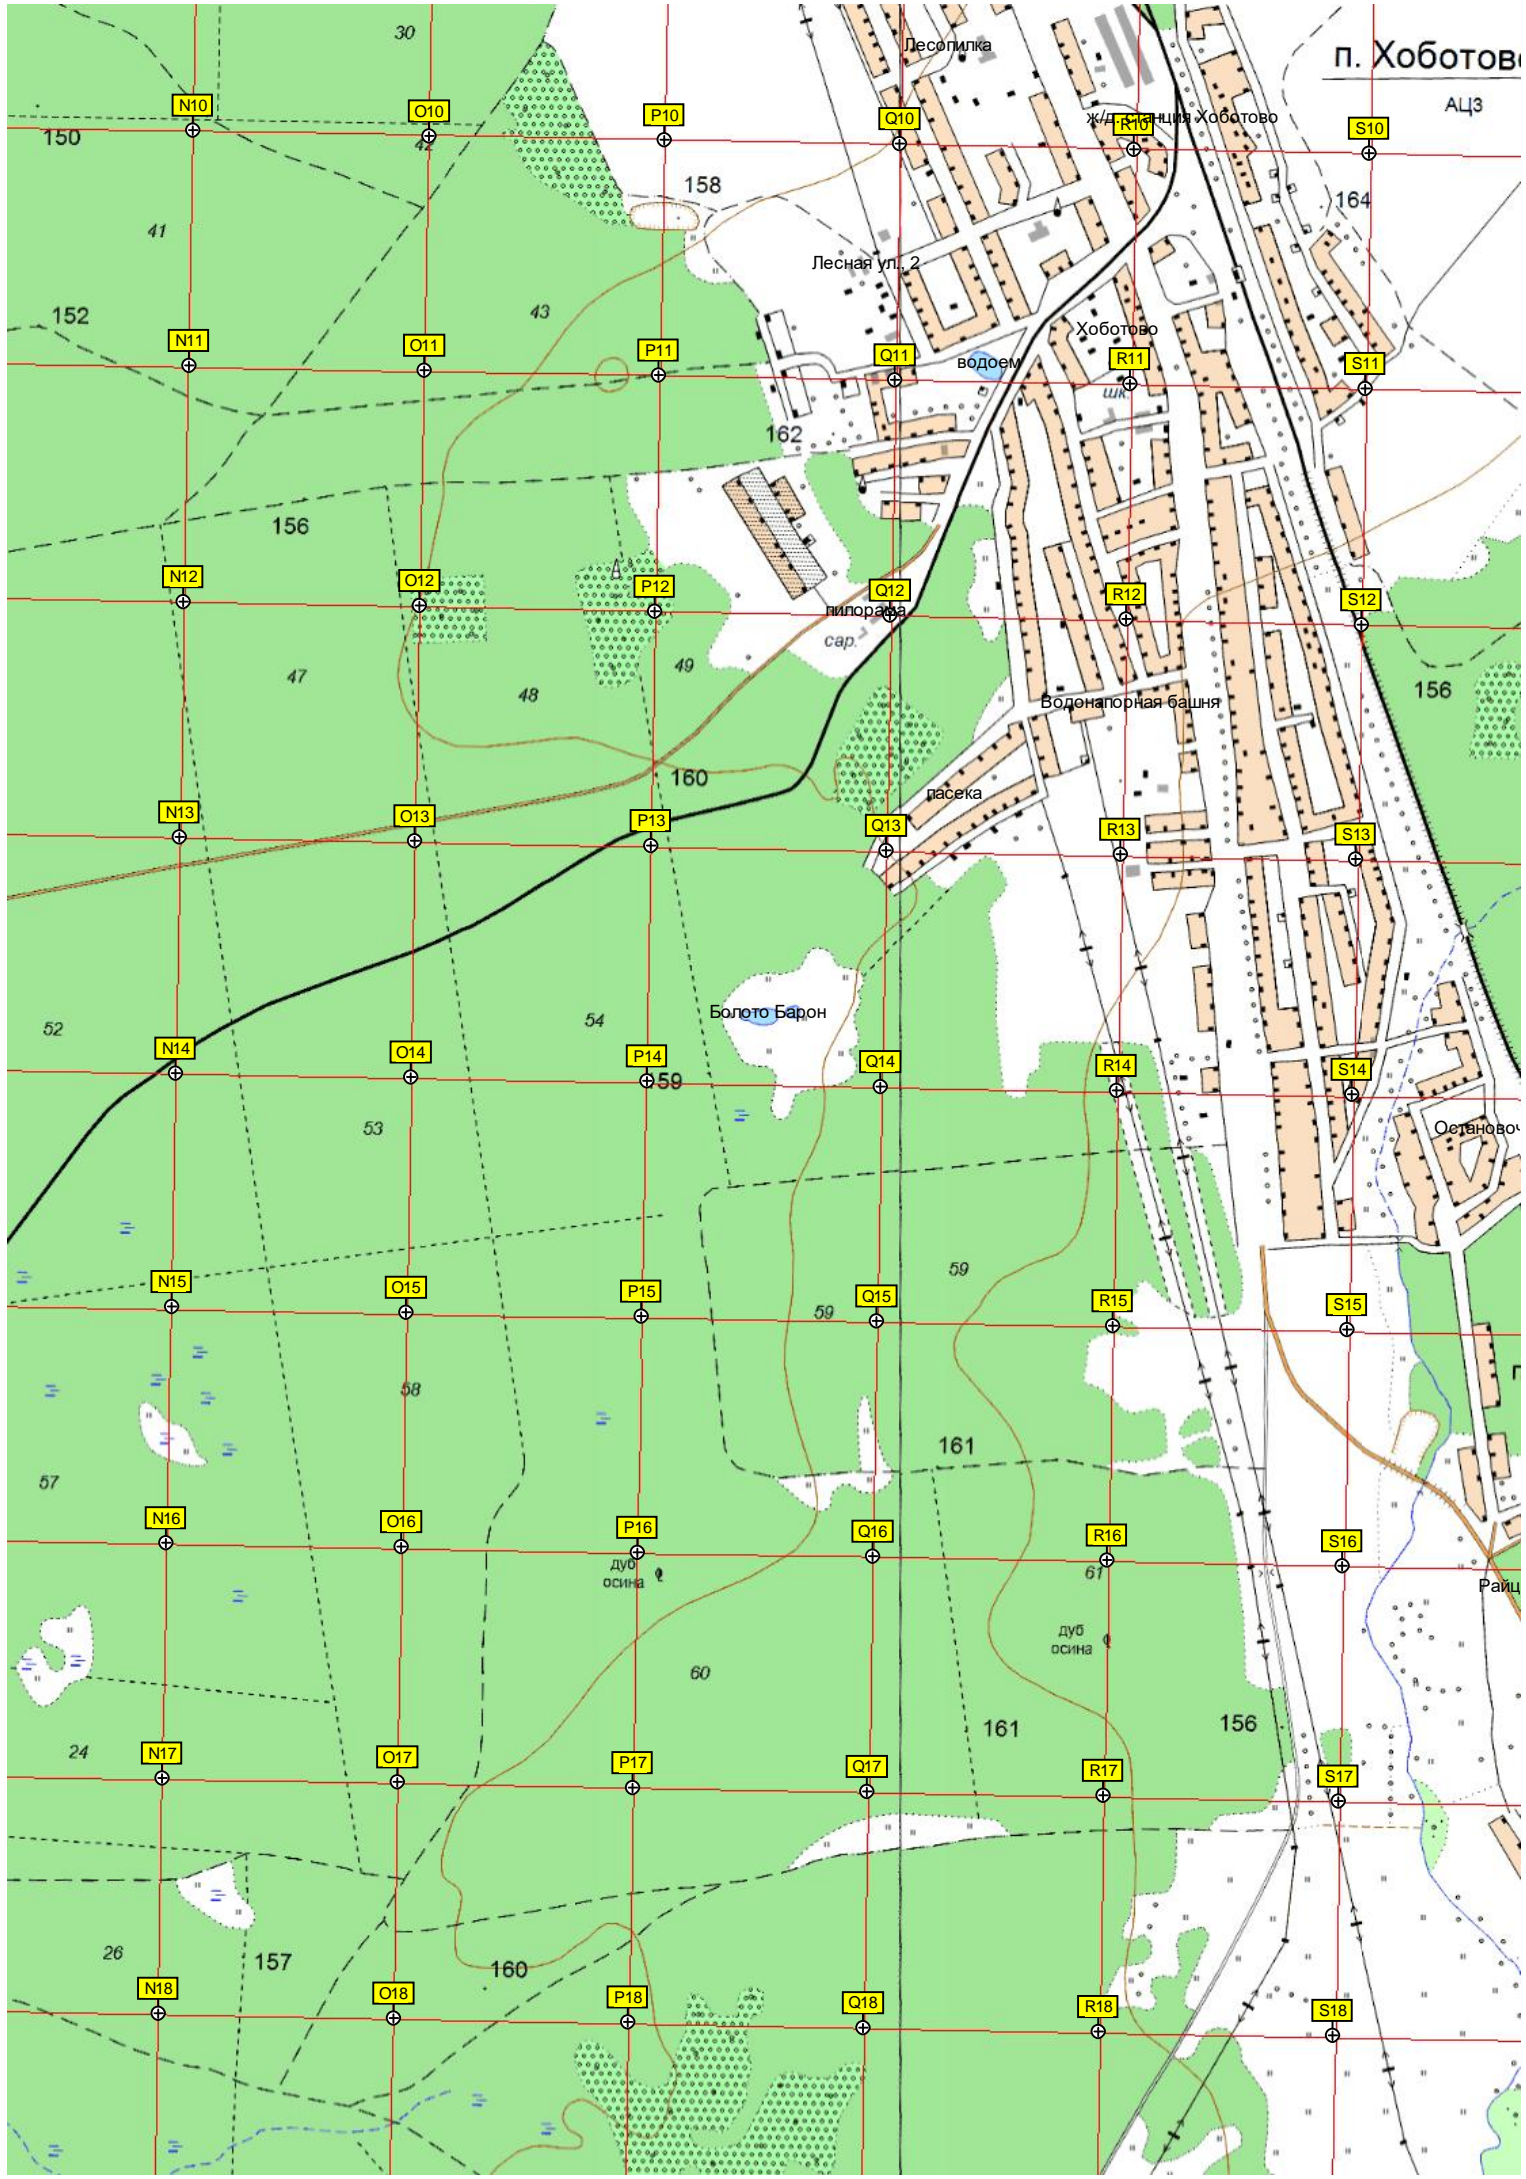 30
Лесопилка
п. Хоботово
АЦЗ
N10
O10
P10
Q10
ж/д. станция Хоботово
R10
S10
150
42
158
164
41
Лесная ул., 2
43
152
Хоботово
N11
O11
P11
Q11
водоем
R11
S11
шк.
162
156
N12
O12
P12
Q12
R12
S12
пилорама
сар.
47
48
49
156
Водонапорная башня
160
пасека
N13
O13
P13
Q13
R13
S13
52
54
Болото Барон
N14
O14
P14
Q14
R14
S14
159
53
Остановоч
59
N15
O15
P15
Q15
R15
S15
59
58
161
57
N16
O16
P16
Q16
R16
S16
дуб
осина
61
Райц
дуб
осина
60
161
156
24
N17
O17
P17
Q17
R17
S17
26
157
160
N18
O18
P18
Q18
R18
S18